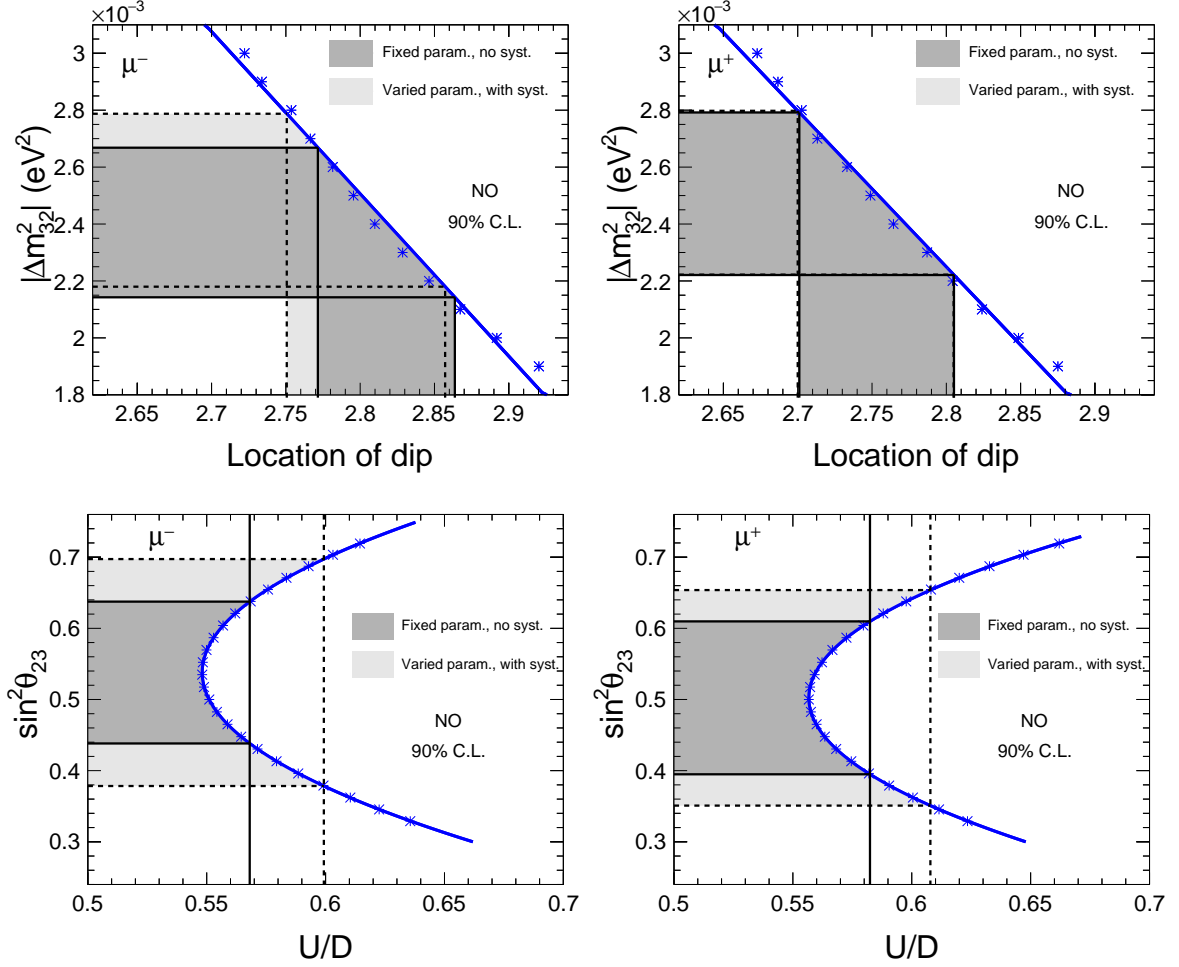 ×10⁻³
μ⁻
Fixed param., no syst.
Varied param., with syst.
NO
90% C.L.
|Δm²₃₂| (eV²)
3
2.8
2.6
2.4
2.2
2
1.8
2.65 2.7 2.75 2.8 2.85 2.9
Location of dip
×10⁻³
μ⁺
Fixed param., no syst.
Varied param., with syst.
NO
90% C.L.
|Δm²₃₂| (eV²)
3
2.8
2.6
2.4
2.2
2
1.8
2.65 2.7 2.75 2.8 2.85 2.9
Location of dip
μ⁻
Fixed param., no syst.
Varied param., with syst.
NO
90% C.L.
sin²θ₂₃
0.7
0.6
0.5
0.4
0.3
0.5 0.55 0.6 0.65 0.7
U/D
μ⁺
Fixed param., no syst.
Varied param., with syst.
NO
90% C.L.
sin²θ₂₃
0.7
0.6
0.5
0.4
0.3
0.5 0.55 0.6 0.65 0.7
U/D